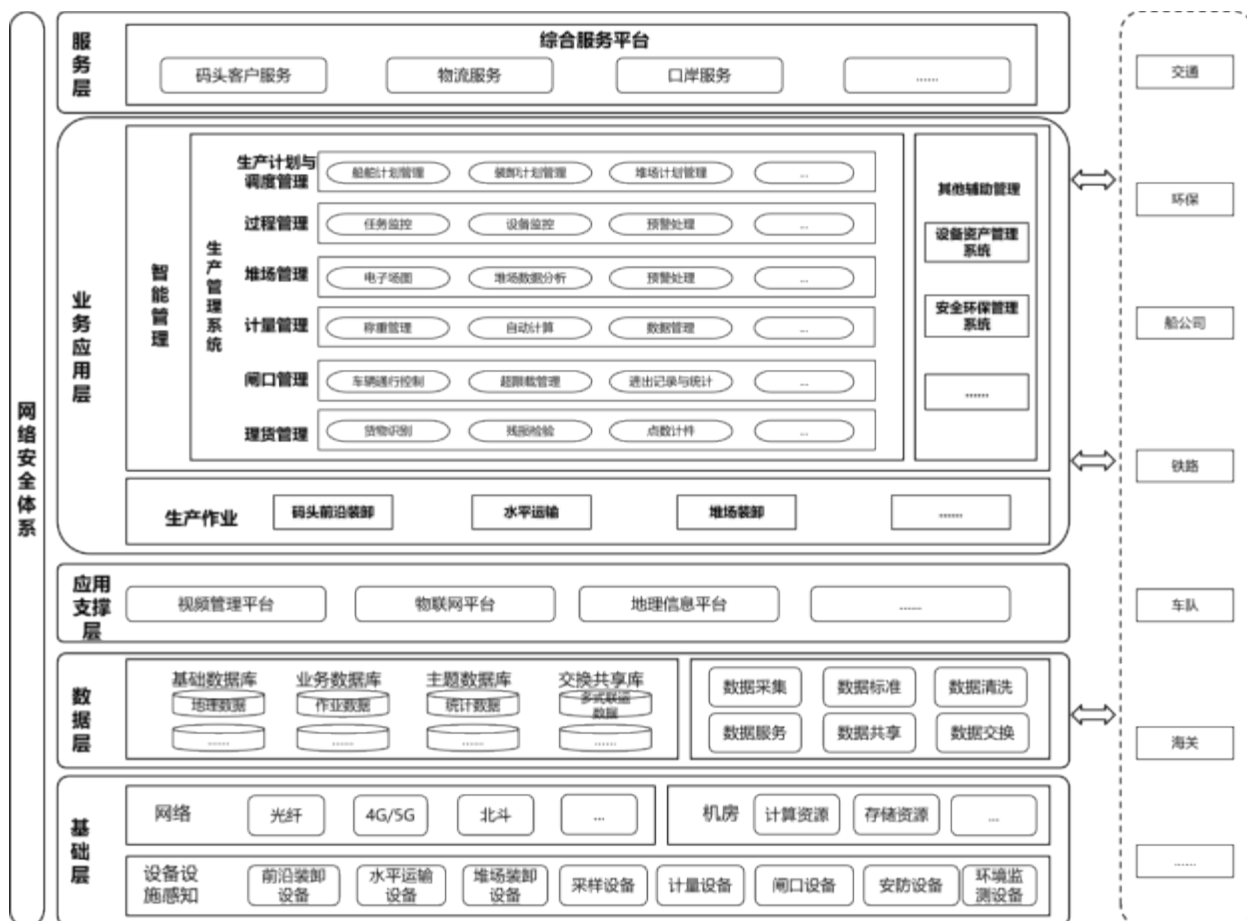 网络安全体系
服务层
综合服务平台
码头客户服务
物流服务
口岸服务
......
业务应用层
智能管理
生产管理系统
生产计划与
调度管理
船舶计划管理
装卸计划管理
堆场计划管理
...
过程管理
任务监控
设备监控
预警处理
...
堆场管理
电子场图
堆场数据分析
预警处理
...
计量管理
称重管理
自动计算
数据管理
...
闸口管理
车辆通行控制
超限载管理
进出记录与统计
...
理货管理
货物识别
残损检验
点数计件
...
其他辅助管理
设备资产管理
系统
安全环保管理
系统
......
生产作业
码头前沿装卸
水平运输
堆场装卸
......
应用
支撑
层
视频管理平台
物联网平台
地理信息平台
......
数据层
基础数据库
地理数据
......
业务数据库
作业数据
......
主题数据库
统计数据
......
交换共享库
多式联运
数据
......
数据采集
数据标准
数据清洗
数据服务
数据共享
数据交换
基础层
网络
光纤
4G/5G
北斗
...
机房
计算资源
存储资源
...
设备设
施感知
前沿装卸
设备
水平运输
设备
堆场装卸
设备
采样设备
计量设备
闸口设备
安防设备
环境监
测设备
交通
环保
船公司
铁路
车队
海关
......